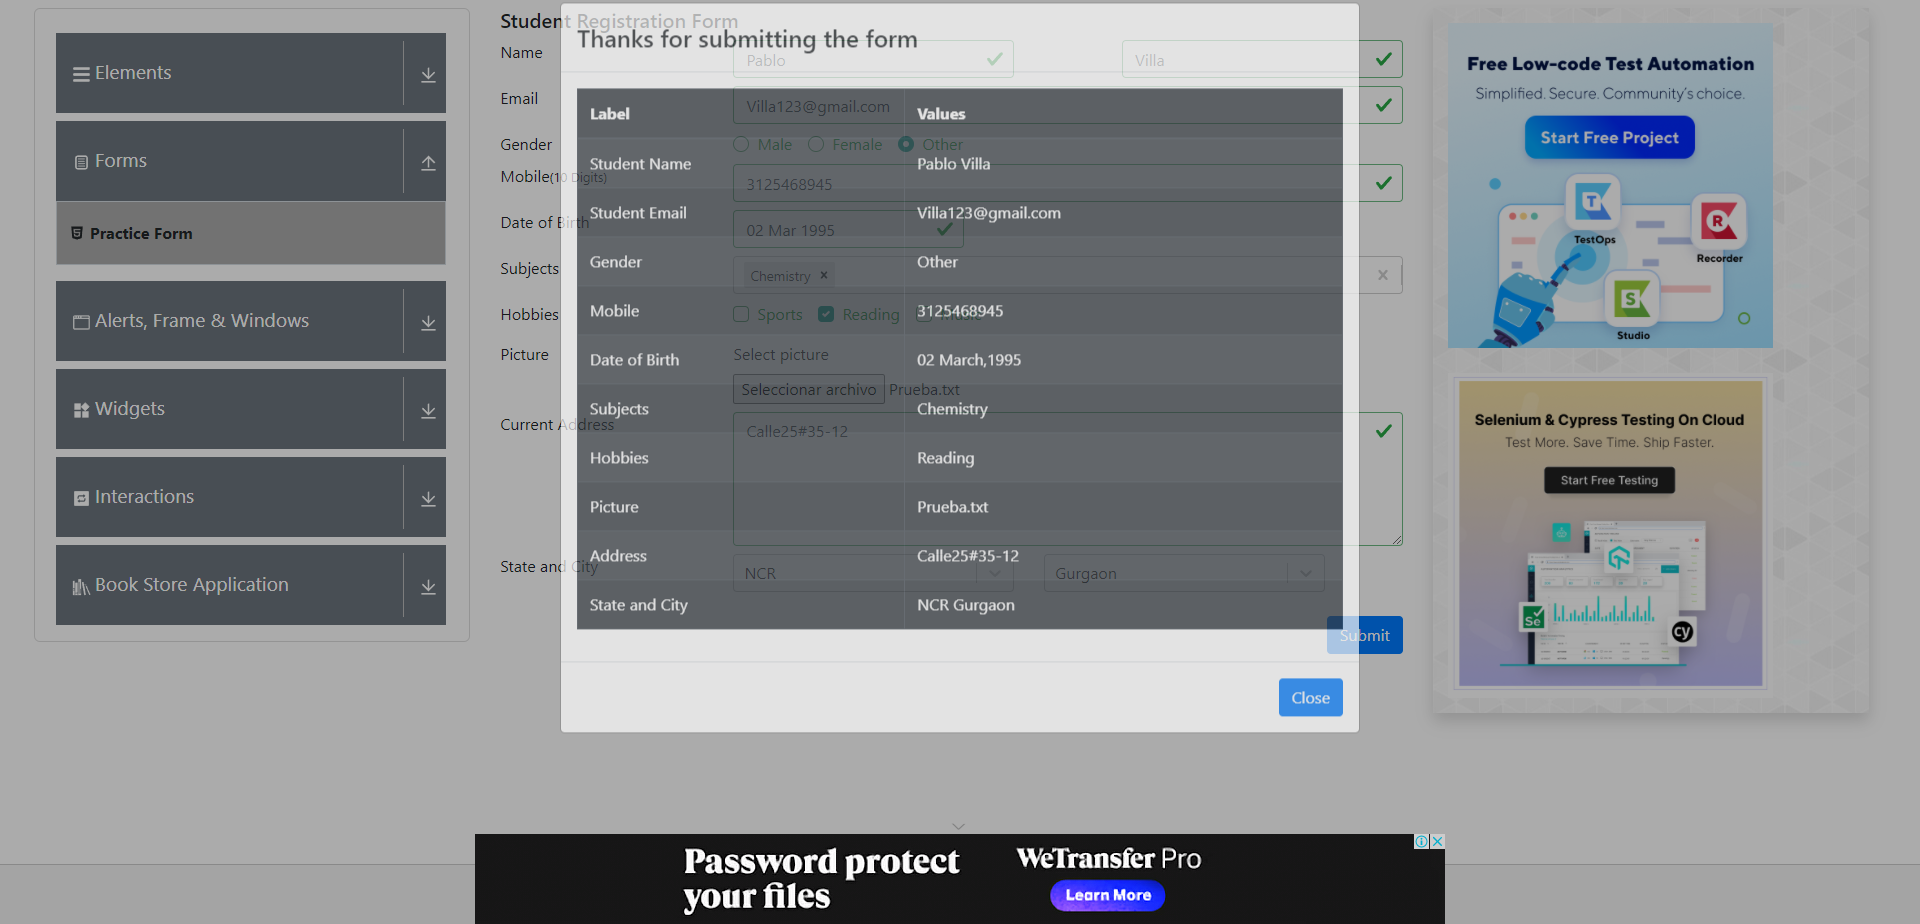 Elements
Forms
Practice Form
Alerts, Frame & Windows
Widgets
Interactions
Book Store Application
Student Registration Form
Name
Pablo
Villa
Email
Villa123@gmail.com
Gender
Male
Female
Other
Mobile(10 Digits)
3125468945
Date of Birth
02 Mar 1995
Subjects
Chemistry
Hobbies
Sports
Reading
Picture
Select picture
Seleccionar archivo Prueba.txt
Current Address
Calle25#35-12
State and City
NCR
Gurgaon
Submit
Thanks for submitting the form
Label Values
Student Name Pablo Villa
Student Email Villa123@gmail.com
Gender Other
Mobile 3125468945
Date of Birth 02 March,1995
Subjects Chemistry
Hobbies Reading
Picture Prueba.txt
Address Calle25#35-12
State and City NCR Gurgaon
Close
Free Low-code Test Automation
Simplified. Secure. Community's choice.
Start Free Project
T
TestOps
R
Recorder
S
Studio
Selenium & Cypress Testing On Cloud
Test More. Save Time. Ship Faster.
Start Free Testing
Se
cy
Password protect
your files
WeTransfer Pro
Learn More